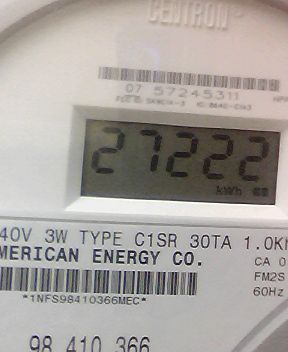 CENTRON
07 57245311
27222
kWh
40V 3W TYPE C1SR 30TA 1.0K
MERICAN ENERGY CO.
CA 0
FM2S
60Hz
*1NFS98410366MEC*
98 410 366